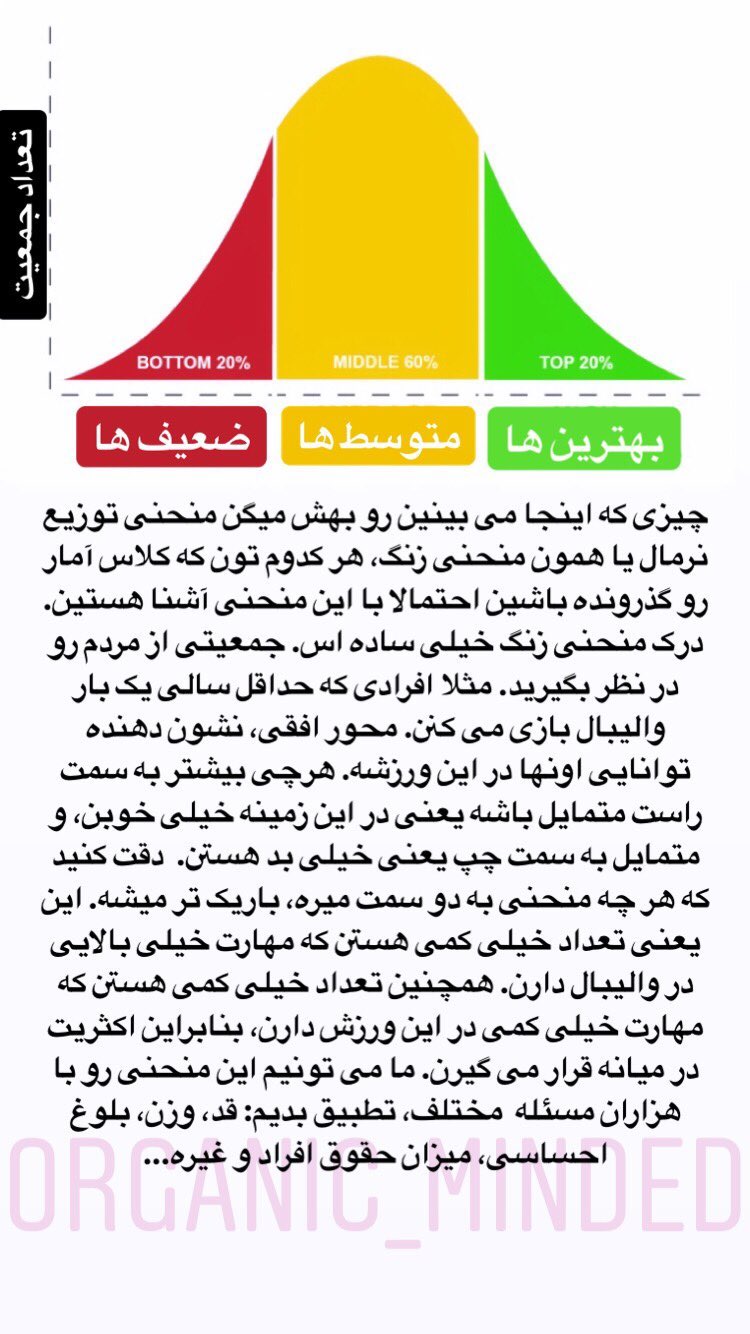 تعداد جمعیت
BOTTOM 20%
MIDDLE 60%
TOP 20%
ضعیف ها
متوسط ها
بهترین ها
چیزی که اینجا می بینین رو بهش میگن منحنی توزیع
نرمال یا همون منحنی زنگ، هر کدوم تون که کلاس آمار
رو گذرونده باشین احتمالا با این منحنی آشنا هستین.
درک منحنی زنگ خیلی ساده اس. جمعیتی از مردم رو
در نظر بگیرید. مثلا افرادی که حداقل سالی یک بار
والیبال بازی می کنن. محور افقی، نشون دهنده
توانایی اونها در این ورزشه. هرچی بیشتر به سمت
راست متمایل باشه یعنی در این زمینه خیلی خوبن، و
متمایل به سمت چپ یعنی خیلی بد هستن. دقت کنید
که هر چه منحنی به دو سمت میره، باریک تر میشه. این
یعنی تعداد خیلی کمی هستن که مهارت خیلی بالایی
در والیبال دارن. همچنین تعداد خیلی کمی هستن که
مهارت خیلی کمی در این ورزش دارن، بنابراین اکثریت
در میانه قرار می گیرن. ما می تونیم این منحنی رو با
هزاران مسئله مختلف، تطبیق بدیم: قد، وزن، بلوغ
احساسی، میزان حقوق افراد و غیره...
ORGANIC_MINDED